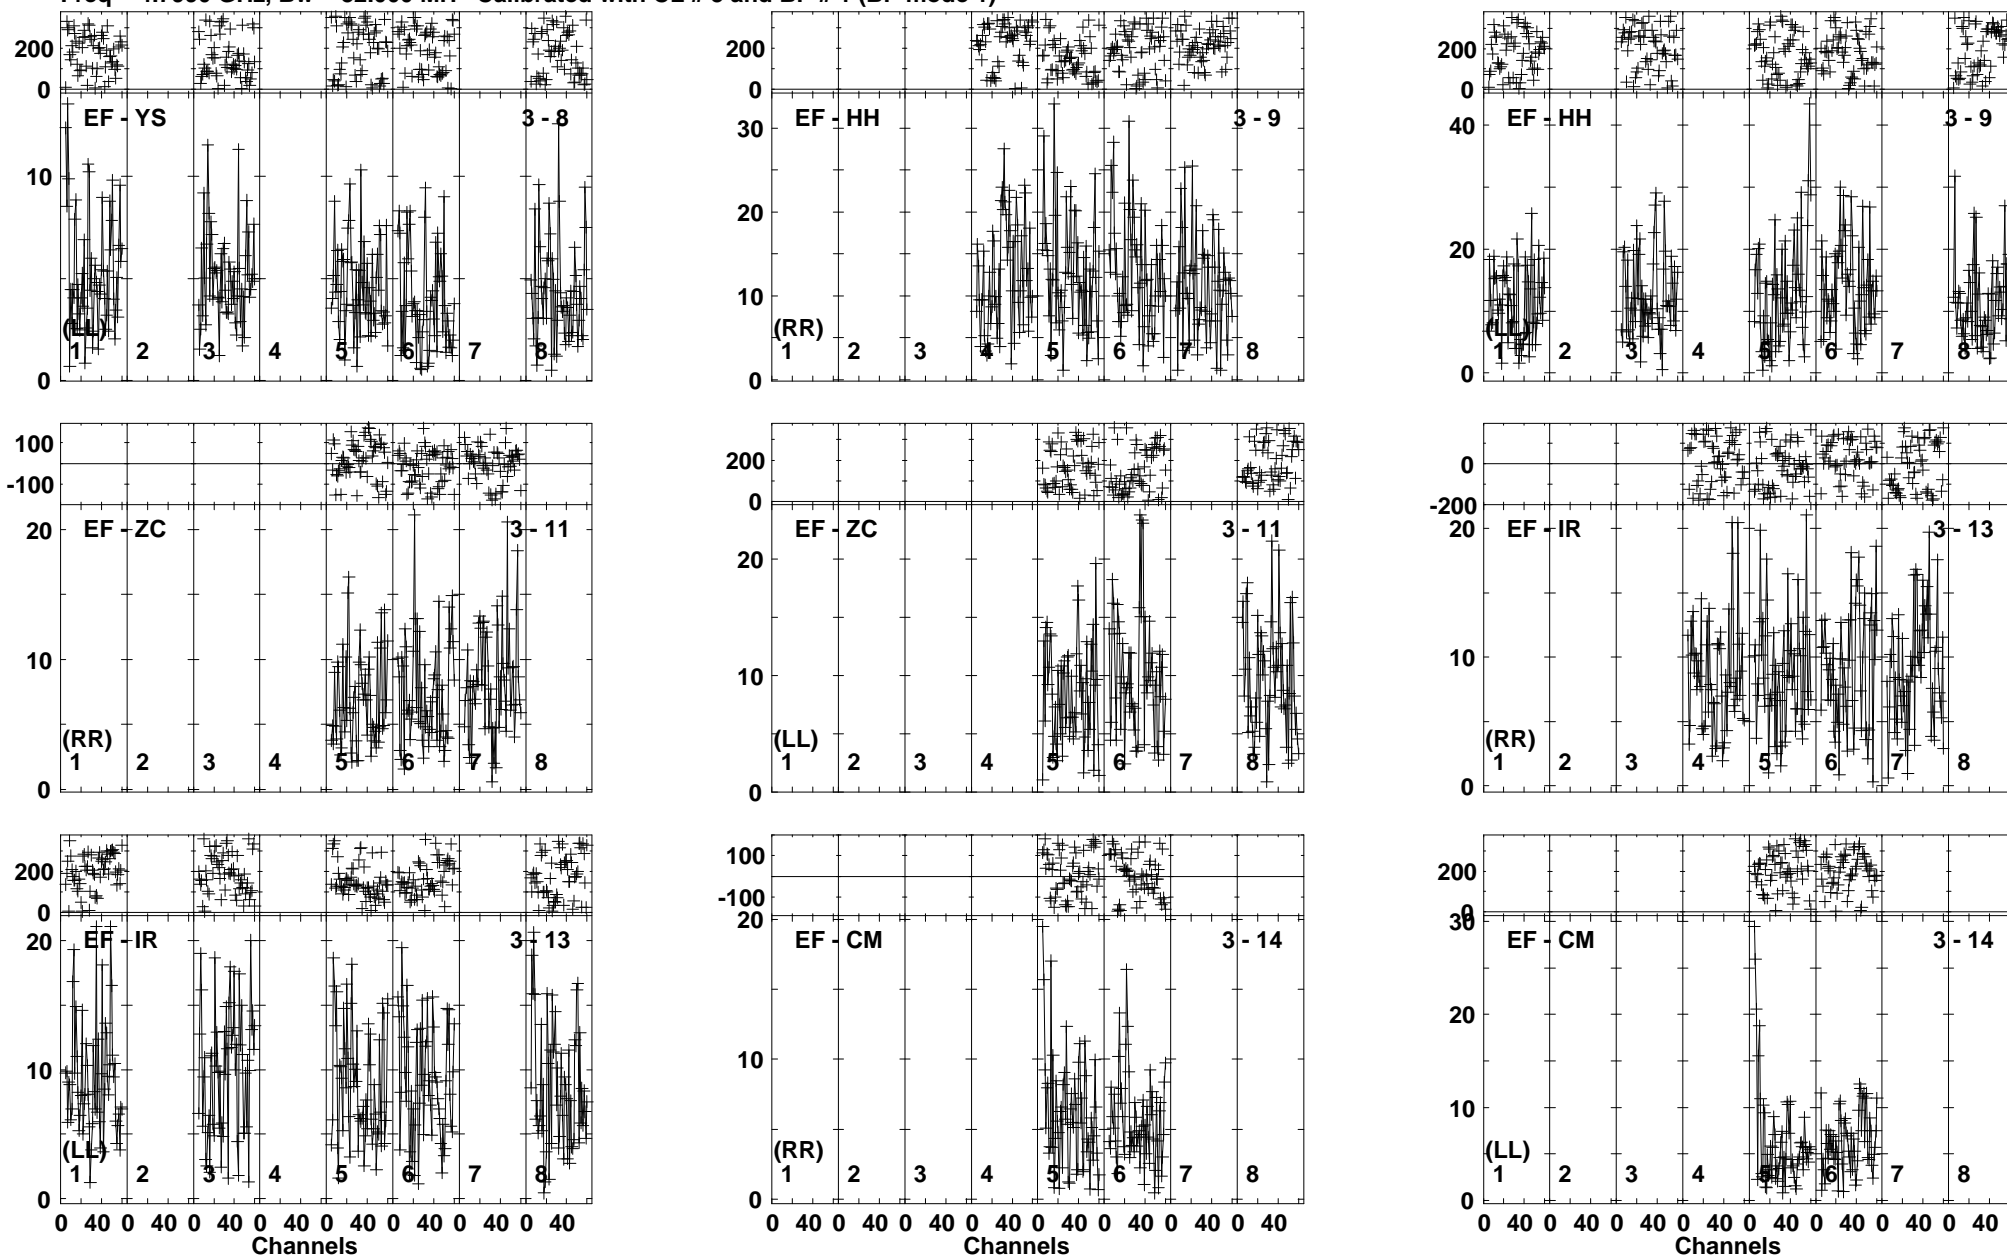 200 0 200 0 200 0
EF - YS 3 - 8 EF - HH 3 - 9 EF - HH 3 - 9
10 0 30 20 10 0 40 20 0
(LL) (RR) (LL)
1 2 3 4 5 6 7 8 1 2 3 4 5 6 7 8 1 2 3 4 5 6 7 8
100 -100 200 0 0 -200
EF - ZC 3 - 11 EF - ZC 3 - 11 EF - IR 3 - 13
20 10 0 20 10 0 20 10 0
(RR) (LL) (RR)
1 2 3 4 5 6 7 8 1 2 3 4 5 6 7 8 1 2 3 4 5 6 7 8
200 0 100 -100 200 0
EF - IR 3 - 13 EF - CM 3 - 14 EF - CM 3 - 14
20 10 0 20 10 0 30 20 10 0
(LL) (RR) (LL)
1 2 3 4 5 6 7 8 1 2 3 4 5 6 7 8 1 2 3 4 5 6 7 8
0 40 0 40 0 40 0 40 0 40 0 40 0 40 0 40 0 40 0 40 0 40 0 40 0 40 0 40 0 40 0 40 0 40 0 40 0 40 0 40 0 40 0 40 0 40 0 40
Channels Channels Channels